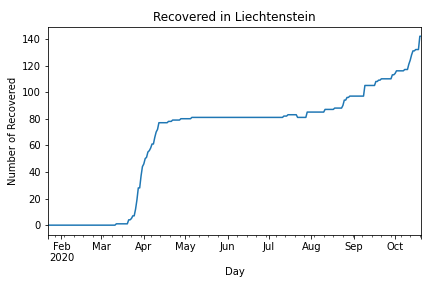 Recovered in Liechtenstein
Number of Recovered
140
120
100
80
60
40
20
0
Feb
2020
Mar
Apr
May
Jun
Jul
Aug
Sep
Oct
Day